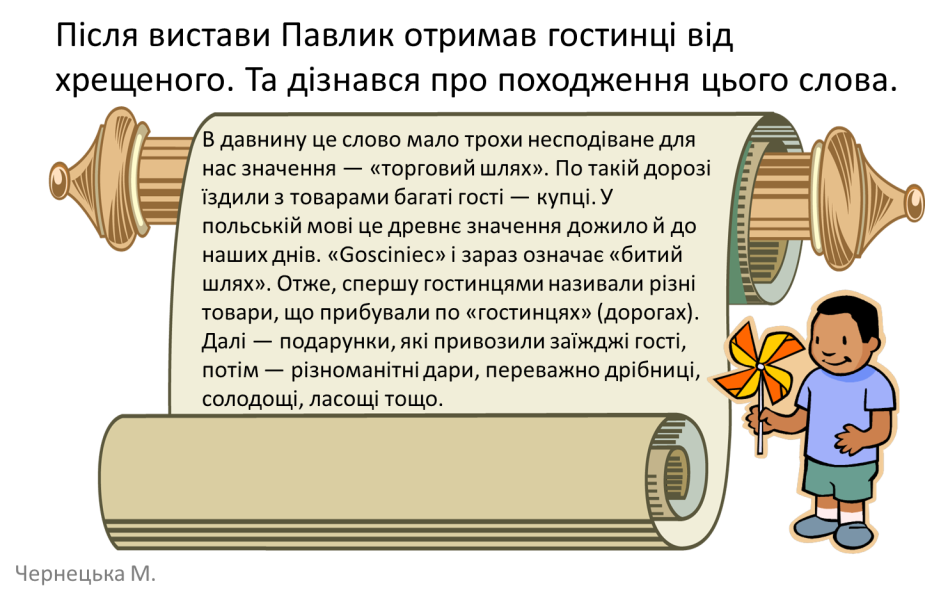 Після вистави Павлик отримав гостинці від
хрещеного. Та дізнався про походження цього слова.
В давнину це слово мало трохи несподіване для
нас значення — «торговий шлях». По такій дорозі
їздили з товарами багаті гості — купці. У
польській мові це древнє значення дожило й до
наших днів. «Gosciniec» і зараз означає «битий
шлях». Отже, спершу гостинцями називали різні
товари, що прибували по «гостинцях» (дорогах).
Далі — подарунки, які привозили заїжджі гості,
потім — різноманітні дари, переважно дрібниці,
солодощі, ласощі тощо.
Чернецька М.